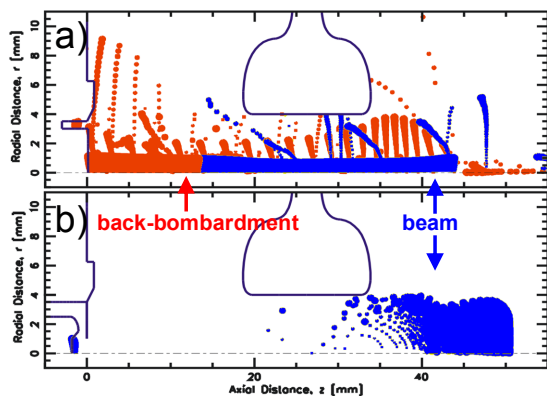 a)
Radial Distance, r [mm]
10
8
6
4
2
0
back-bombardment
beam
b)
Radial Distance, r [mm]
10
8
6
4
2
0
0
20
40
Axial Distance, z [mm]